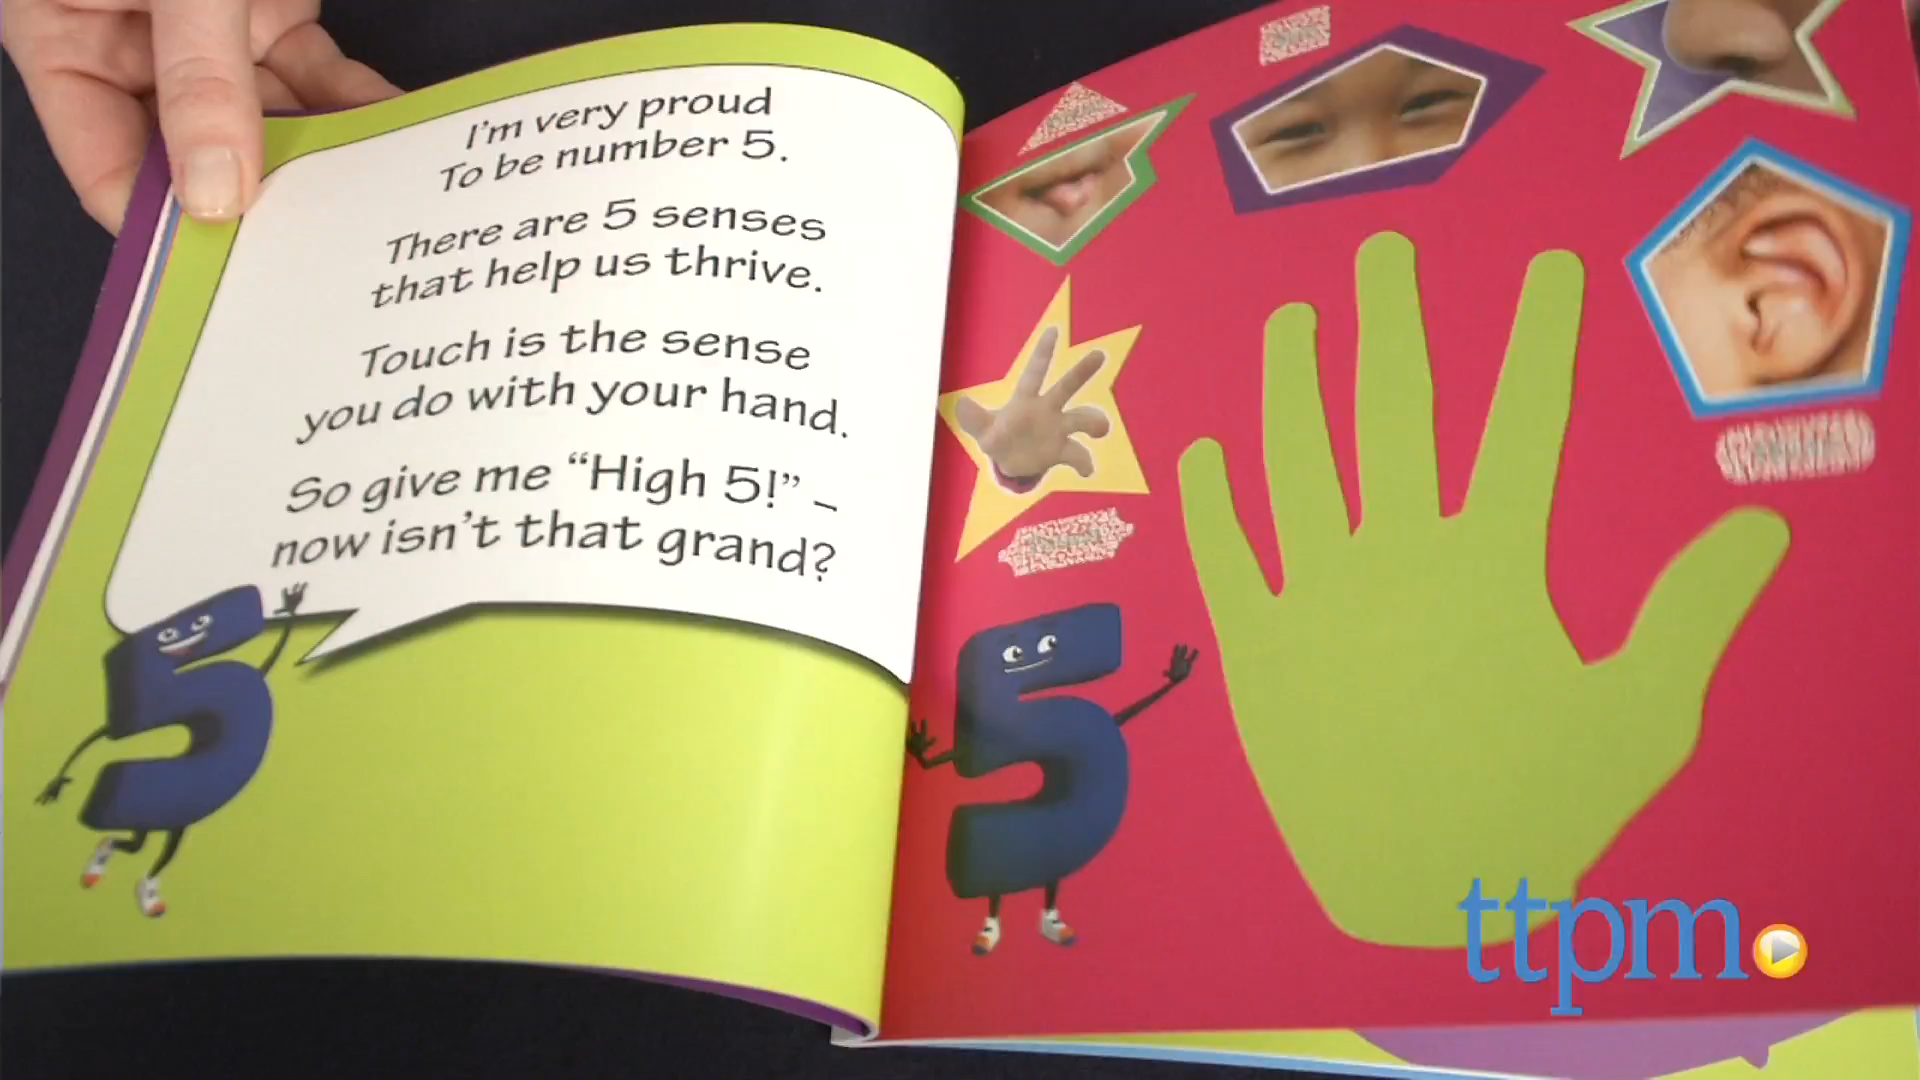 I'm very proud
To be number 5.
There are 5 senses
that help us thrive.
Touch is the sense
you do with your hand.
So give me “High 5!” –
now isn't that grand?
ttpm